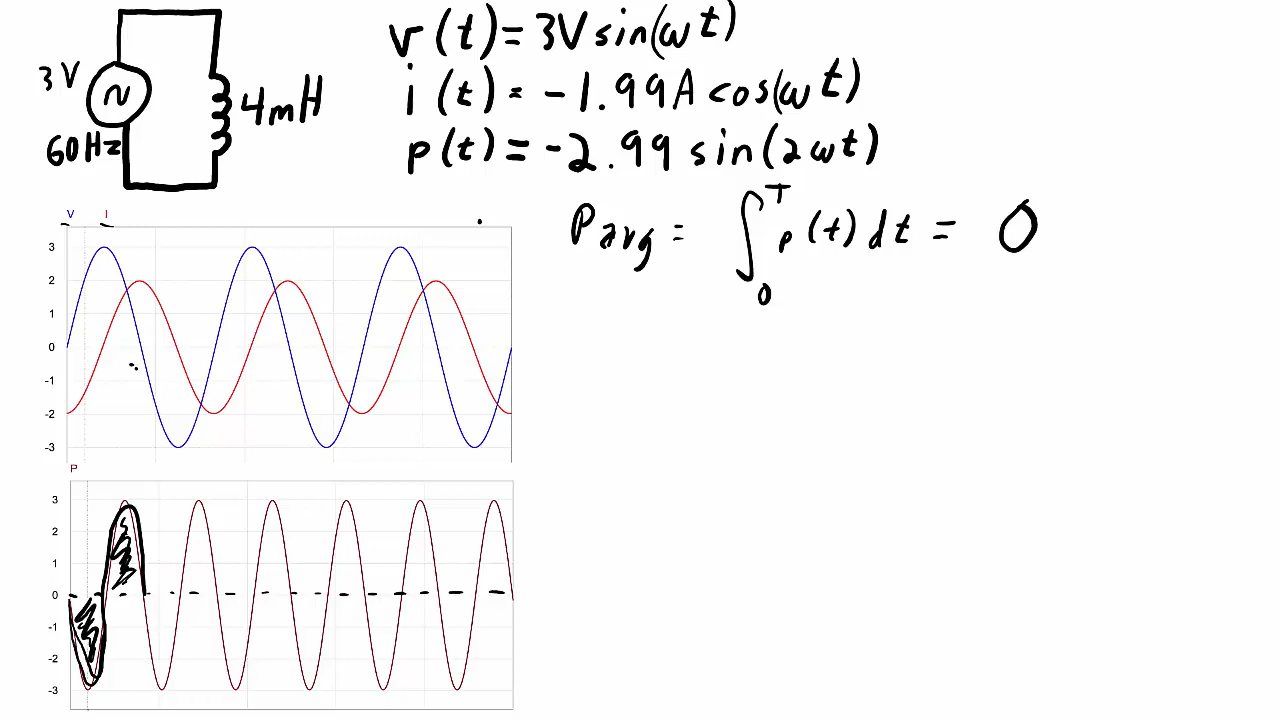 3V
60Hz
4mH
v(t) = 3V sin(ωt)
i(t) = -1.99A cos(ωt)
p(t) = -2.99 sin(2ωt)
Pavg = ∫₀ᵀ p(t) dt = 0
V I
3
2
1
0
-1
-2
-3
P
3
2
1
0
-1
-2
-3